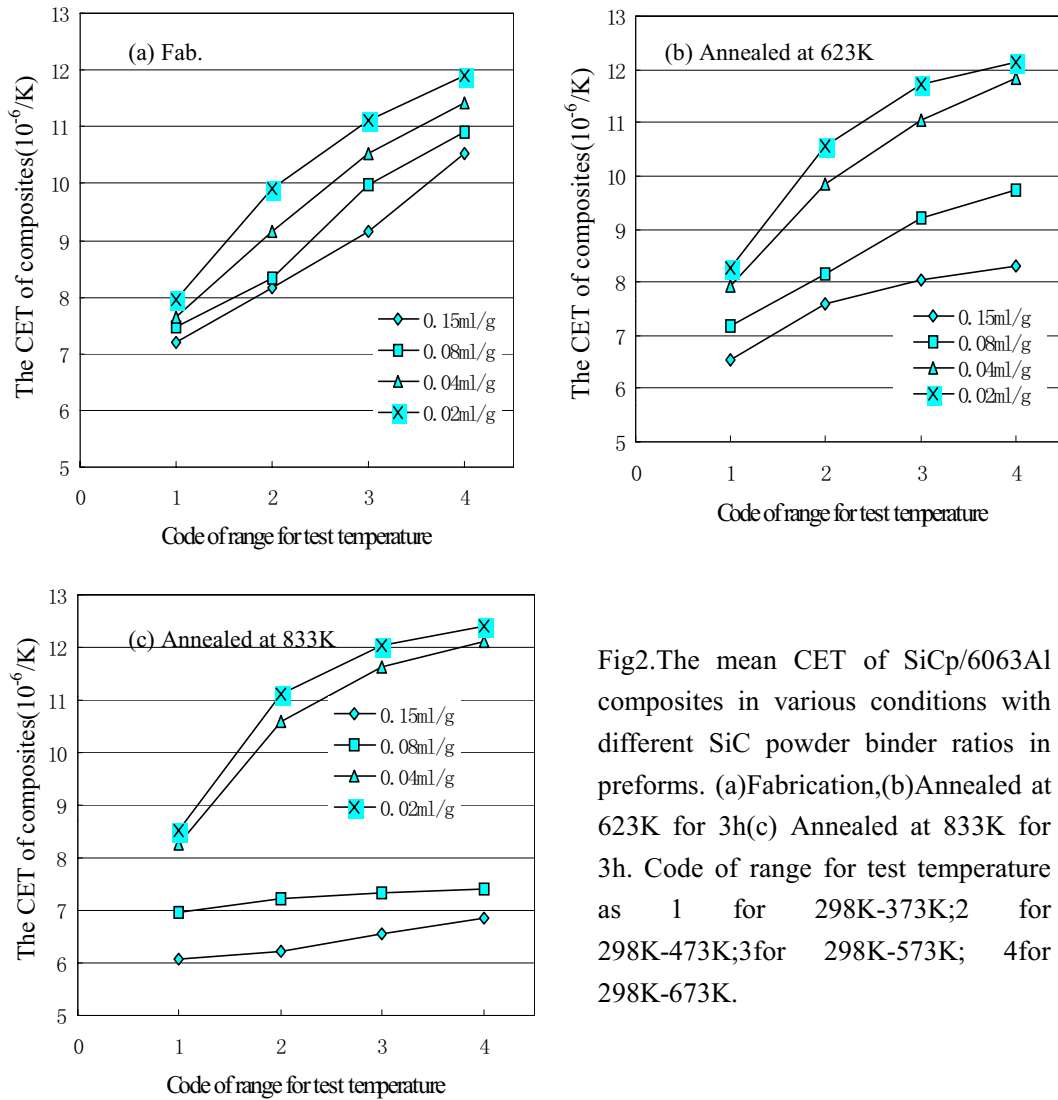 13
12
11
10
9
8
7
6
5
The CET of composites(10⁻⁶/K)
(a) Fab.
0.15ml/g
0.08ml/g
0.04ml/g
0.02ml/g
0 1 2 3 4
Code of range for test temperature
13
12
11
10
9
8
7
6
5
The CET of composites(10⁻⁶/K)
(b) Annealed at 623K
0.15ml/g
0.08ml/g
0.04ml/g
0.02ml/g
0 1 2 3 4
Code of range for test temperature
13
12
11
10
9
8
7
6
5
The CET of composites(10⁻⁶/K)
(c) Annealed at 833K
0.15ml/g
0.08ml/g
0.04ml/g
0.02ml/g
0 1 2 3 4
Code of range for test temperature
Fig2.The mean CET of SiCp/6063Al
composites in various conditions with
different SiC powder binder ratios in
preforms. (a)Fabrication,(b)Annealed at
623K for 3h(c) Annealed at 833K for
3h. Code of range for test temperature
as 1 for 298K-373K;2 for
298K-473K;3for 298K-573K; 4for
298K-673K.